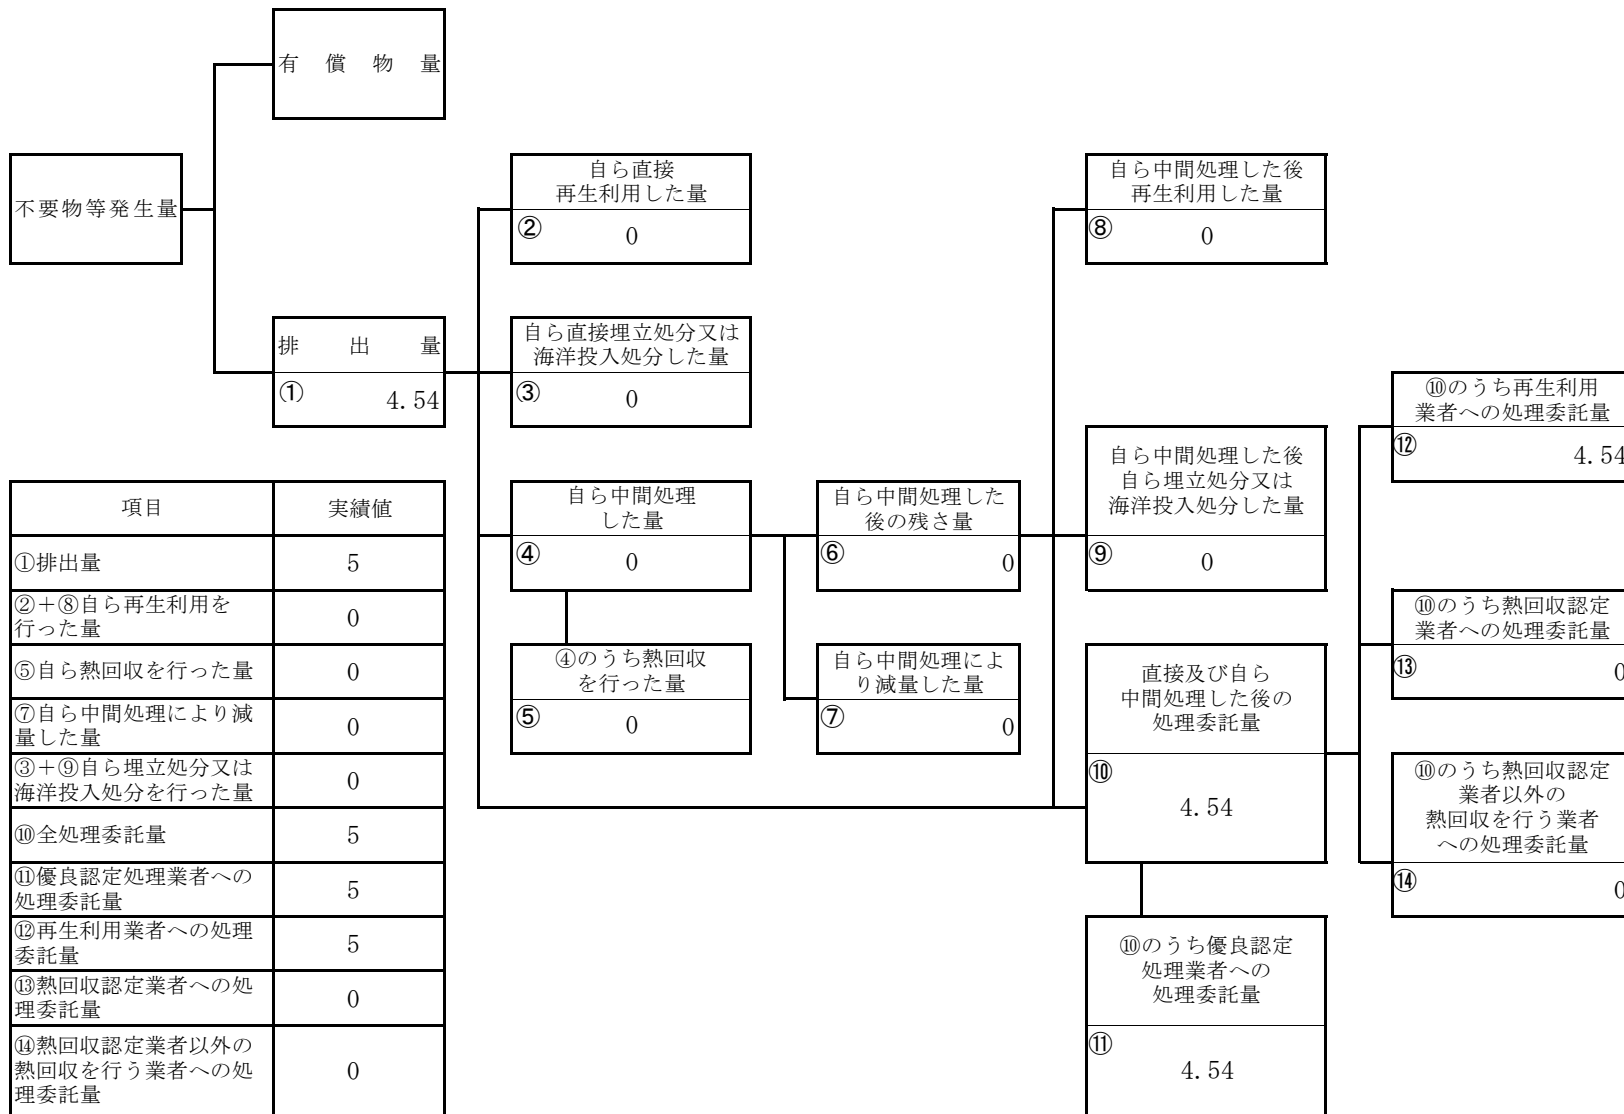 有償物量
不要物等発生量
排出量
① 4.54
自ら直接
再生利用した量
② 0
自ら直接埋立処分又は
海洋投入処分した量
③ 0
自ら中間処理
した量
④ 0
④のうち熱回収
を行った量
⑤ 0
自ら中間処理した
後の残さ量
⑥ 0
自ら中間処理によ
り減量した量
⑦ 0
自ら中間処理した後
再生利用した量
⑧ 0
自ら中間処理した後
自ら埋立処分又は
海洋投入処分した量
⑨ 0
直接及び自ら
中間処理した後の
処理委託量
⑩
4.54
⑩のうち優良認定
処理業者への
処理委託量
⑪
4.54
⑩のうち再生利用
業者への処理委託量
⑫ 4.54
⑩のうち熱回収認定
業者への処理委託量
⑬ 0
⑩のうち熱回収認定
業者以外の
熱回収を行う業者
への処理委託量
⑭ 0
項目 実績値
①排出量 5
②+⑧自ら再生利用を
行った量 0
⑤自ら熱回収を行った量 0
⑦自ら中間処理により減
量した量 0
③+⑨自ら埋立処分又は
海洋投入処分を行った量 0
⑩全処理委託量 5
⑪優良認定処理業者への
処理委託量 5
⑫再生利用業者への処理
委託量 5
⑬熱回収認定業者への処
理委託量 0
⑭熱回収認定業者以外の
熱回収を行う業者への処
理委託量 0